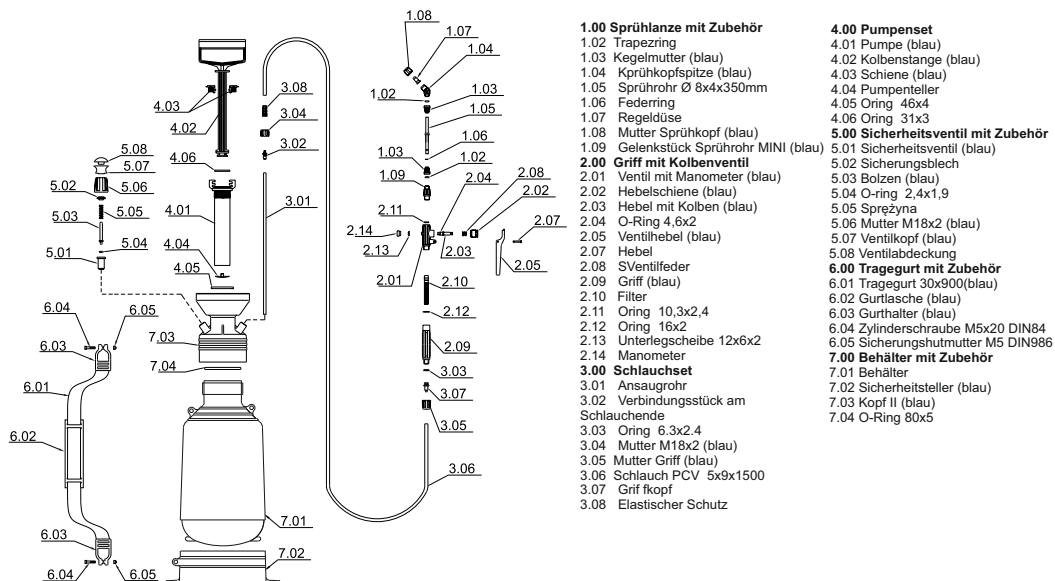 1.08
1.07
1.04
3.08
4.03
1.02
1.03
1.05
3.04
4.02
3.02
1.06
5.08
4.06
1.03
1.02
5.07
1.09
2.04
2.08
5.02
5.06
2.02
3.01
5.05
4.01
2.11
5.03
2.07
2.14
5.04
2.13
2.03
4.04
5.01
2.05
4.05
2.01
2.10
6.04
6.05
2.12
7.03
6.03
2.09
7.04
3.03
6.01
3.07
3.05
6.02
3.06
7.01
6.03
7.02
6.04
6.05
1.00 Sprühlanze mit Zubehör
1.02 Trapezring
1.03 Kegelmutter (blau)
1.04 Kprühkopfspitze (blau)
1.05 Sprührohr Ø 8x4x350mm
1.06 Federring
1.07 Regeldüse
1.08 Mutter Sprühkopf (blau)
1.09 Gelenkstück Sprührohr MINI (blau)
2.00 Griff mit Kolbenventil
2.01 Ventil mit Manometer (blau)
2.02 Hebelschiene (blau)
2.03 Hebel mit Kolben (blau)
2.04 O-Ring 4,6x2
2.05 Ventilhebel (blau)
2.07 Hebel
2.08 SVentilfeder
2.09 Griff (blau)
2.10 Filter
2.11 Oring 10,3x2,4
2.12 Oring 16x2
2.13 Unterlegscheibe 12x6x2
2.14 Manometer
3.00 Schlauchset
3.01 Ansaugrohr
3.02 Verbindungsstück am
Schlauchende
3.03 Oring 6.3x2.4
3.04 Mutter M18x2 (blau)
3.05 Mutter Griff (blau)
3.06 Schlauch PCV 5x9x1500
3.07 Grif fkopf
3.08 Elastischer Schutz
4.00 Pumpenset
4.01 Pumpe (blau)
4.02 Kolbenstange (blau)
4.03 Schiene (blau)
4.04 Pumpenteller
4.05 Oring 46x4
4.06 Oring 31x3
5.00 Sicherheitsventil mit Zubehör
5.01 Sicherheitsventil (blau)
5.02 Sicherungsblech
5.03 Bolzen (blau)
5.04 O-ring 2,4x1,9
5.05 Sprężyna
5.06 Mutter M18x2 (blau)
5.07 Ventilkopf (blau)
5.08 Ventilabdeckung
6.00 Tragegurt mit Zubehör
6.01 Tragegurt 30x900(blau)
6.02 Gurtlasche (blau)
6.03 Gurthalter (blau)
6.04 Zylinderschraube M5x20 DIN84
6.05 Sicherungshutmutter M5 DIN986
7.00 Behälter mit Zubehör
7.01 Behälter
7.02 Sicherheitsteller (blau)
7.03 Kopf II (blau)
7.04 O-Ring 80x5